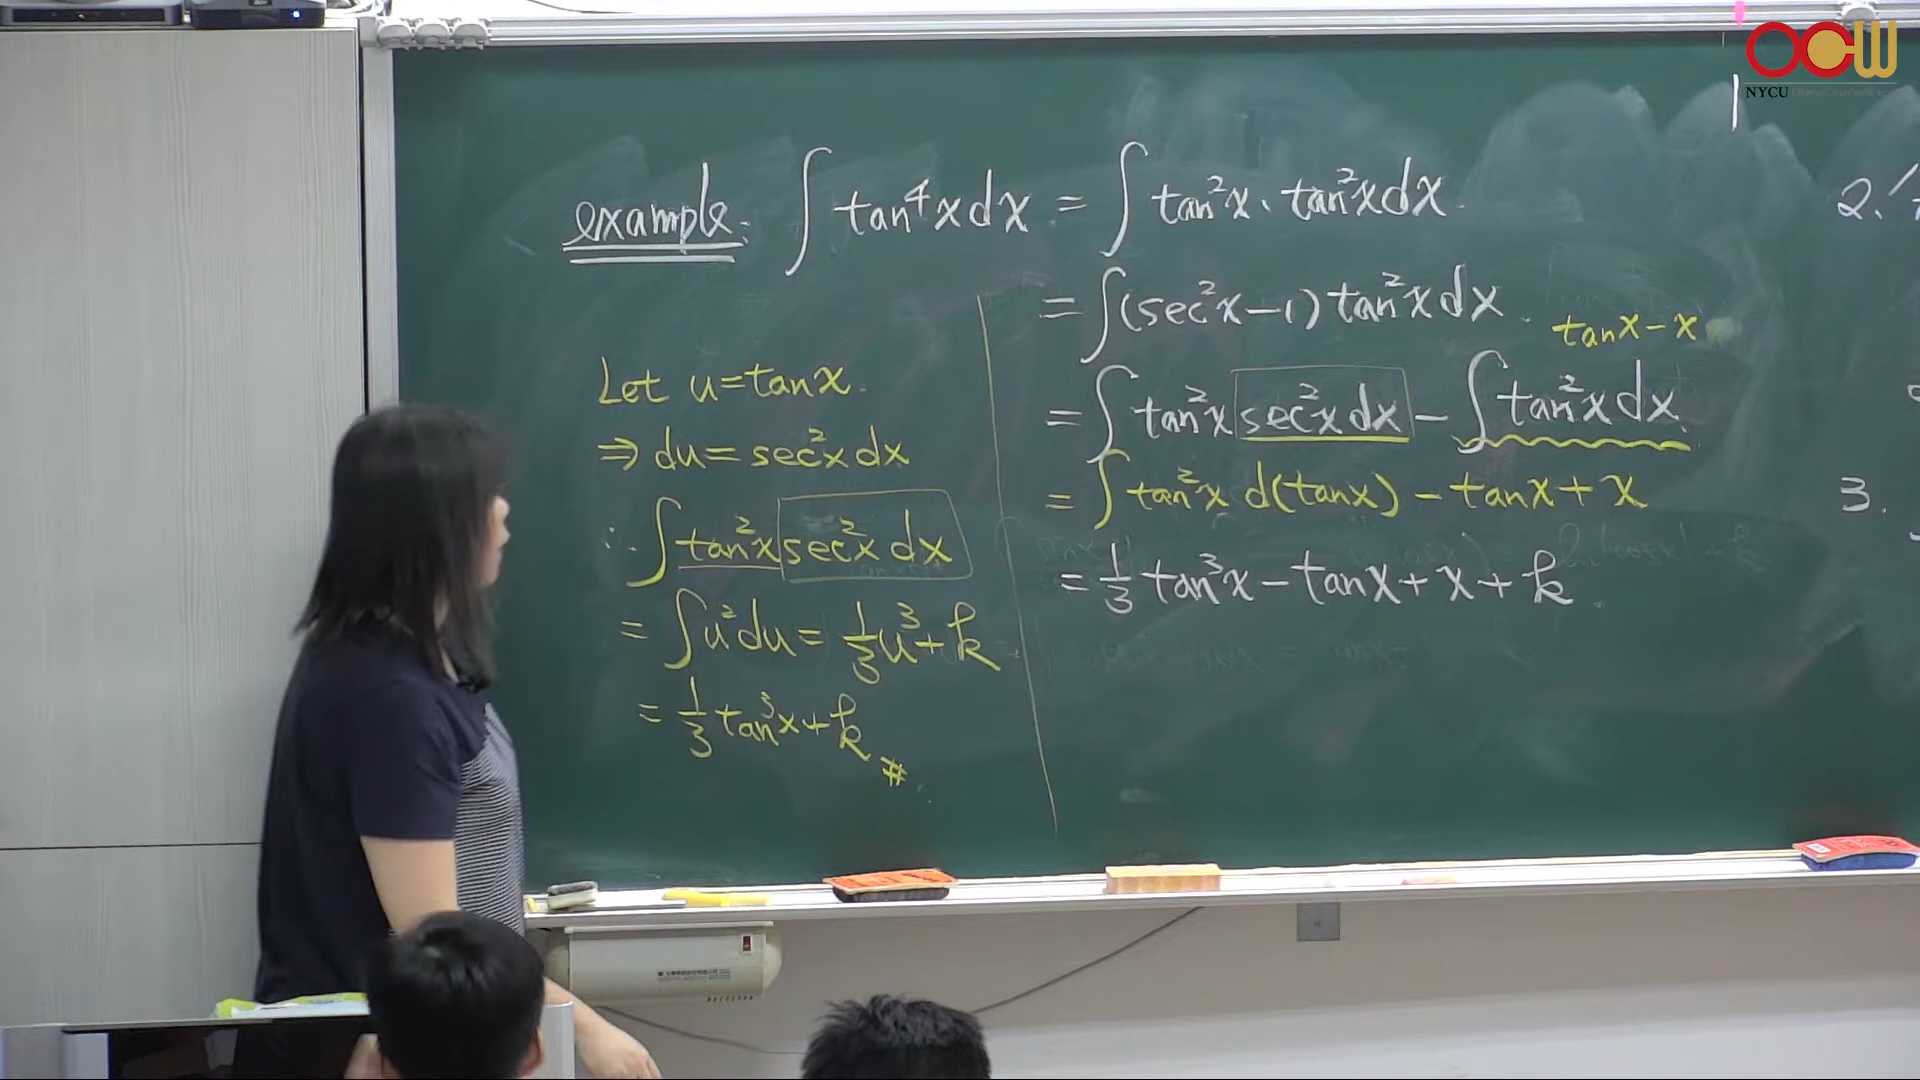 OCW
NYCU
example: ∫ tan⁴x dx = ∫ tan²x · tan²x dx
= ∫ (sec²x − 1) tan²x dx
tanx − x
= ∫ tan²x sec²x dx − ∫ tan²x dx
= ∫ tan²x d(tanx) − tanx + x
= 1/3 tan³x − tanx + x + k
Let u = tanx
⇒ du = sec²x dx
∴ ∫ tan²x sec²x dx
= ∫ u² du = 1/3 u³ + k
= 1/3 tan³x + k #
2.
3.